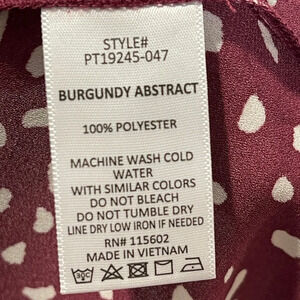 STYLE#
PT19245-047
BURGUNDY ABSTRACT
100% POLYESTER
MACHINE WASH COLD
WATER
WITH SIMILAR COLORS
DO NOT BLEACH
DO NOT TUMBLE DRY
LINE DRY LOW IRON IF NEEDED
RN# 115602
MADE IN VIETNAM